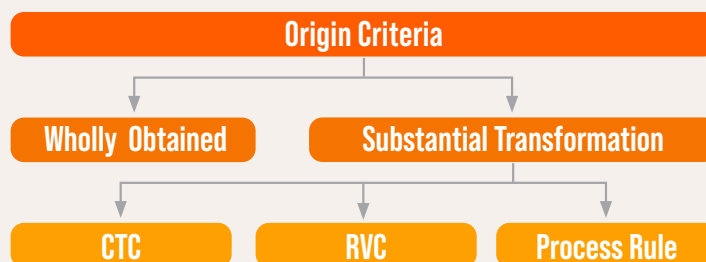 Origin Criteria
Wholly Obtained
Substantial Transformation
CTC
RVC
Process Rule